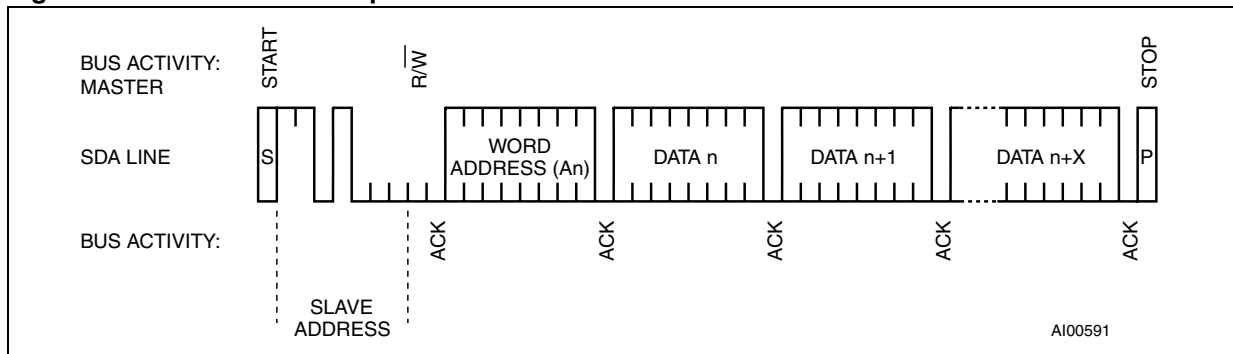 BUS ACTIVITY:
MASTER
START
R/W
STOP
SDA LINE
S
WORD
ADDRESS (An)
DATA n
DATA n+1
DATA n+X
P
BUS ACTIVITY:
ACK
ACK
ACK
ACK
ACK
SLAVE
ADDRESS
AI00591